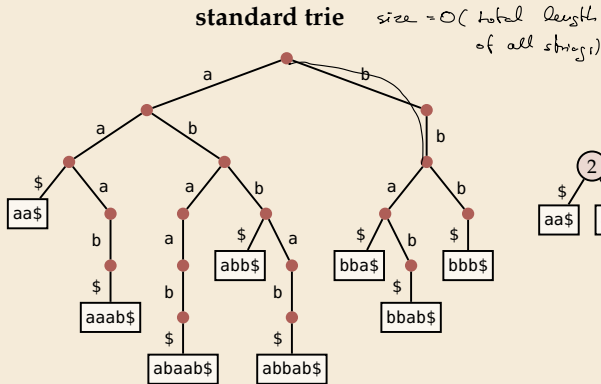 standard trie
size = O( total length
of all strings)
a
b
a
b
b
$
a
a
b
a
b
2
aa$
b
a
$
a
$
b
$
$
aa$
abb$
bba$
bbb$
$
b
$
$
aaab$
bbab$
$
$
abaab$
abbab$